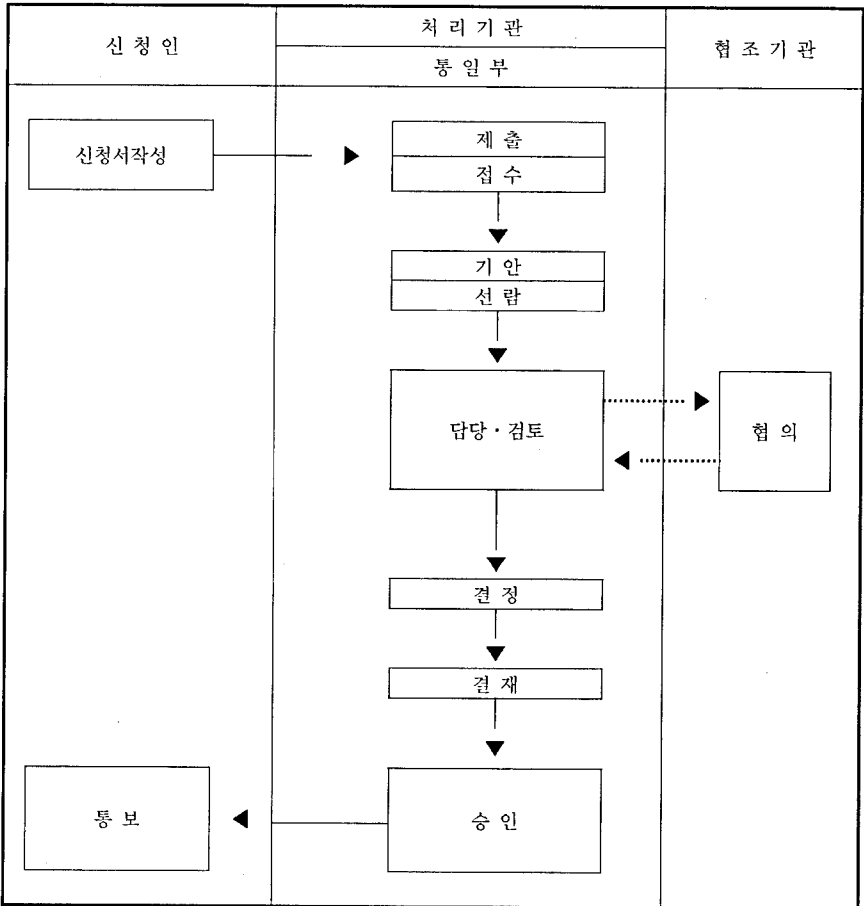 신 청 인
처 리 기 관
통 일 부
협 조 기 관
신청서작성
제 출
접 수
기 안
선 람
담당 · 검토
협 의
결 정
결 재
승 인
통 보